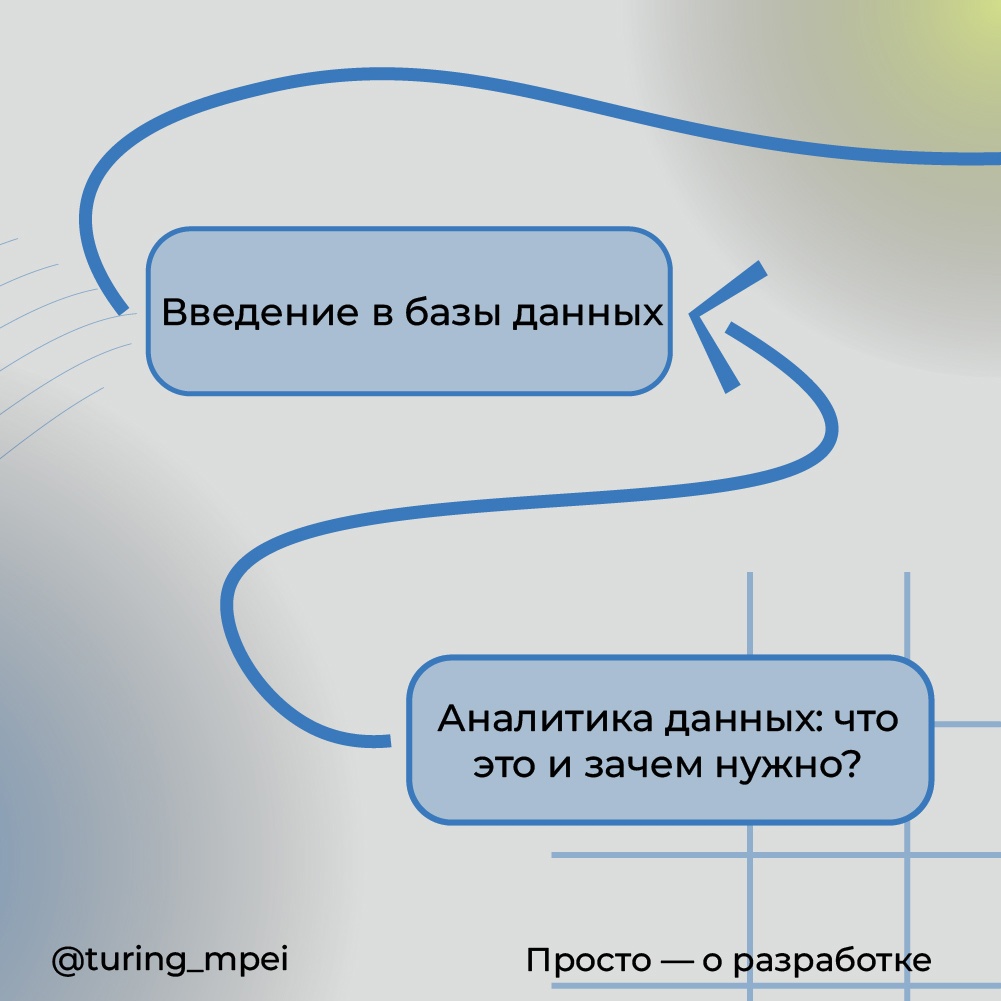 Введение в базы данных
Аналитика данных: что
это и зачем нужно?
@turing_mpei
Просто — о разработке